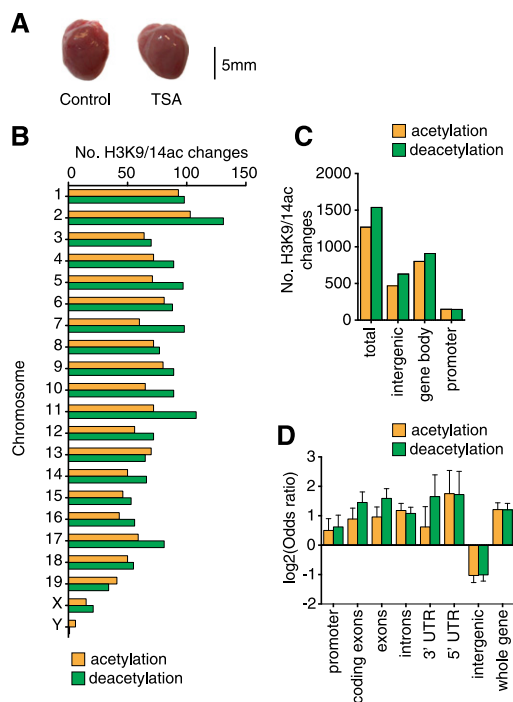 A
Control
TSA
5mm
B
No. H3K9/14ac changes
0
50
100
150
1
2
3
4
5
6
7
8
9
10
11
12
13
14
15
16
17
18
19
X
Y
Chromosome
acetylation
deacetylation
C
acetylation
deacetylation
No. H3K9/14ac
changes
2000
1500
1000
500
0
total
intergenic
gene body
promoter
D
acetylation
deacetylation
log2(Odds ratio)
3
2
1
0
-1
-2
promoter
coding exons
exons
introns
3' UTR
5' UTR
intergenic
whole gene